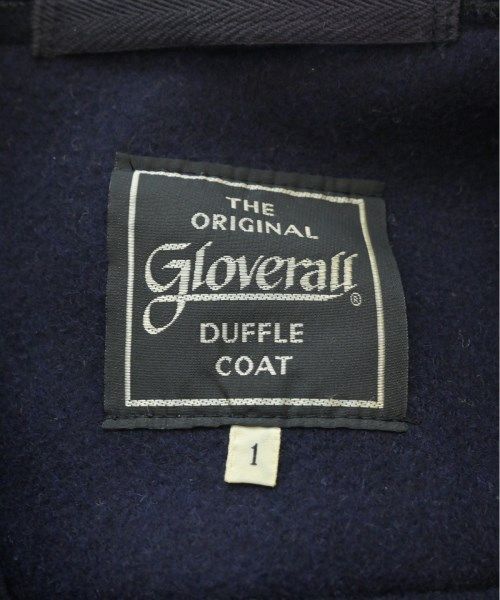 THE
ORIGINAL
Gloverall®
DUFFLE
COAT
1